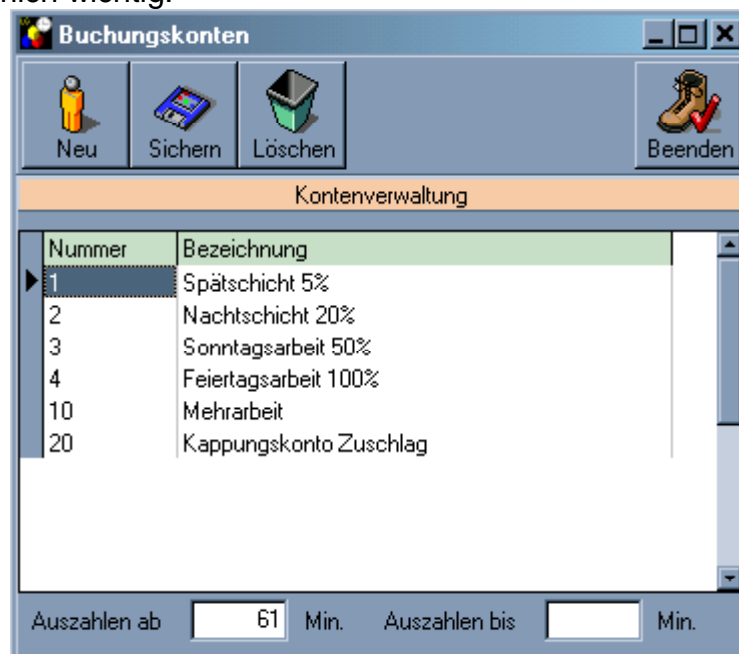 wichtig.
Buchungskonten
Neu Sichern Löschen Beenden
Kontenverwaltung
Nummer Bezeichnung
1 Spätschicht 5%
2 Nachtschicht 20%
3 Sonntagsarbeit 50%
4 Feiertagsarbeit 100%
10 Mehrarbeit
20 Kappungskonto Zuschlag
Auszahlen ab 61 Min. Auszahlen bis Min.